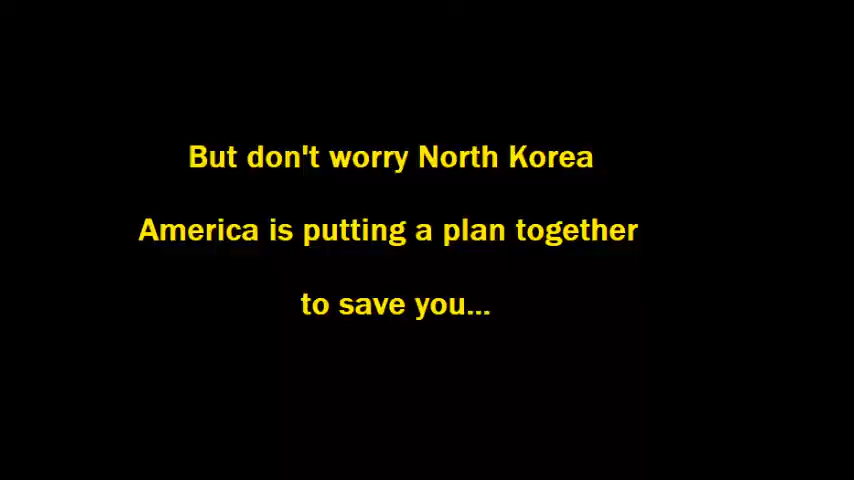 But don't worry North Korea
America is putting a plan together
to save you...